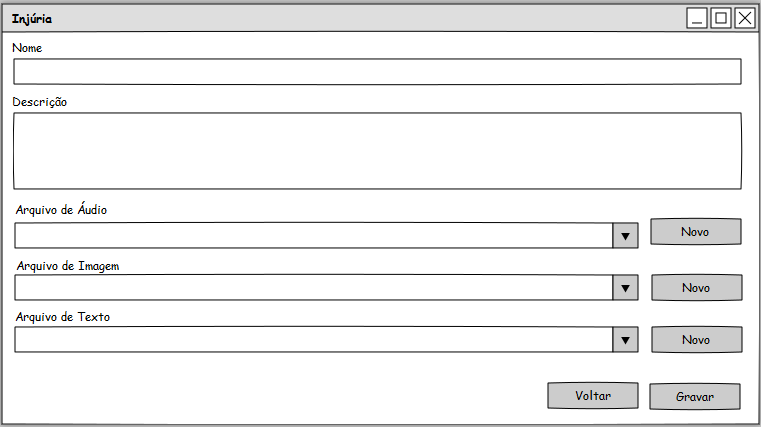 Injúria
Nome
Descrição
Arquivo de Áudio
Novo
Arquivo de Imagem
Novo
Arquivo de Texto
Novo
Voltar
Gravar